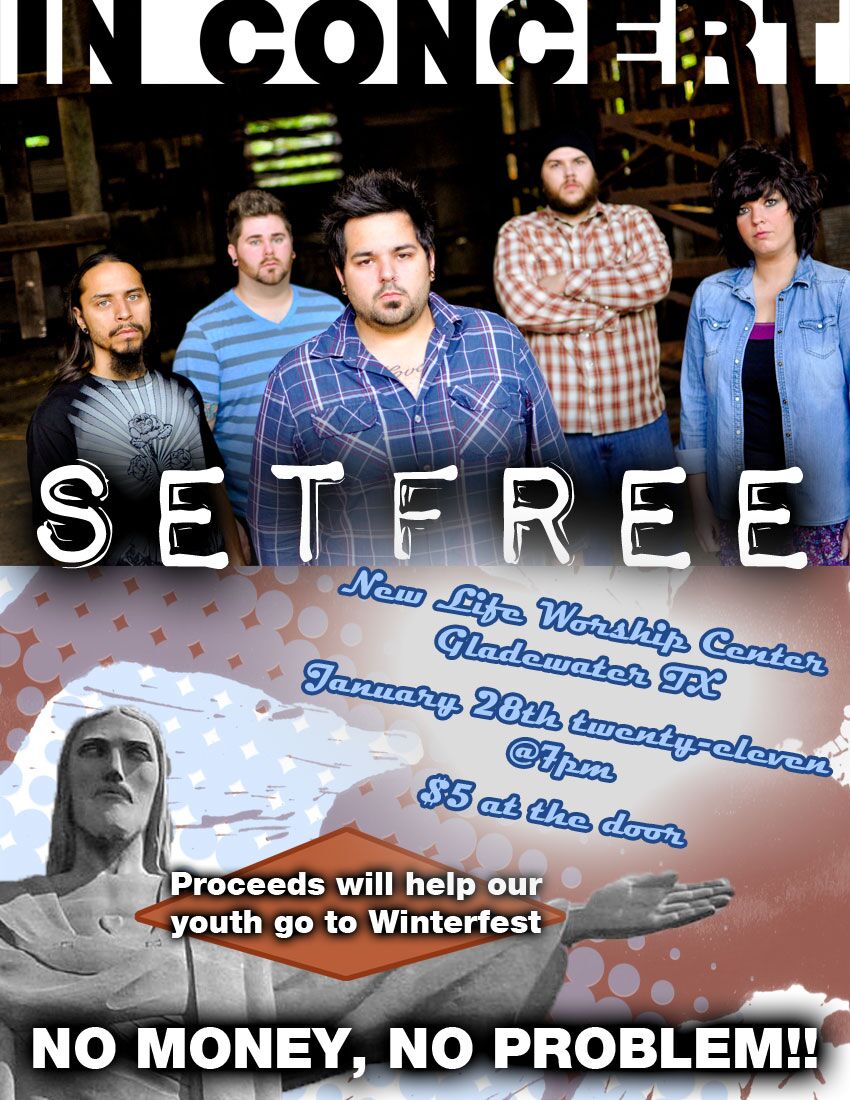 IN CONCERT
Love
SETFREE
New Life Worship Center
Gladewater TX
January 28th twenty-eleven
@7pm
$5 at the door
Proceeds will help our
youth go to Winterfest
NO MONEY, NO PROBLEM!!